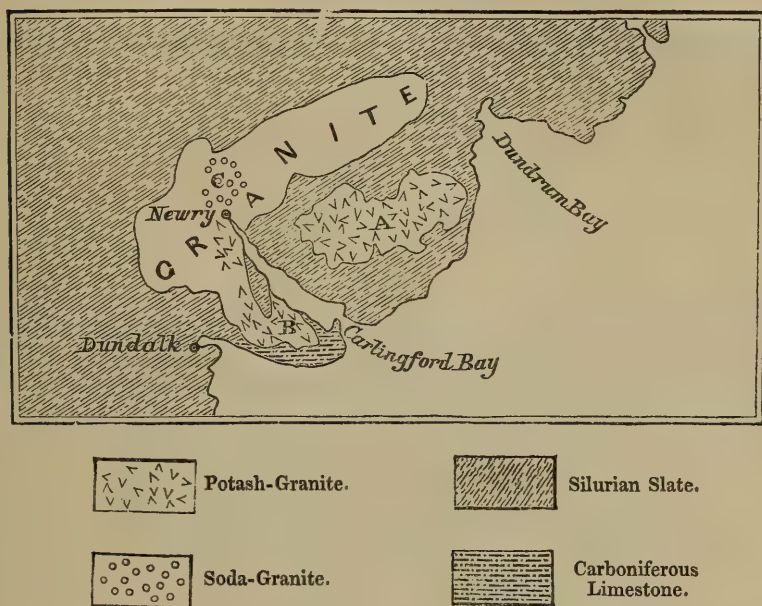 GRANITE
C
Newry
A
Dundrum Bay
B
Dundalk
Carlingford Bay
Potash-Granite.
Silurian Slate.
Soda-Granite.
Carboniferous
Limestone.